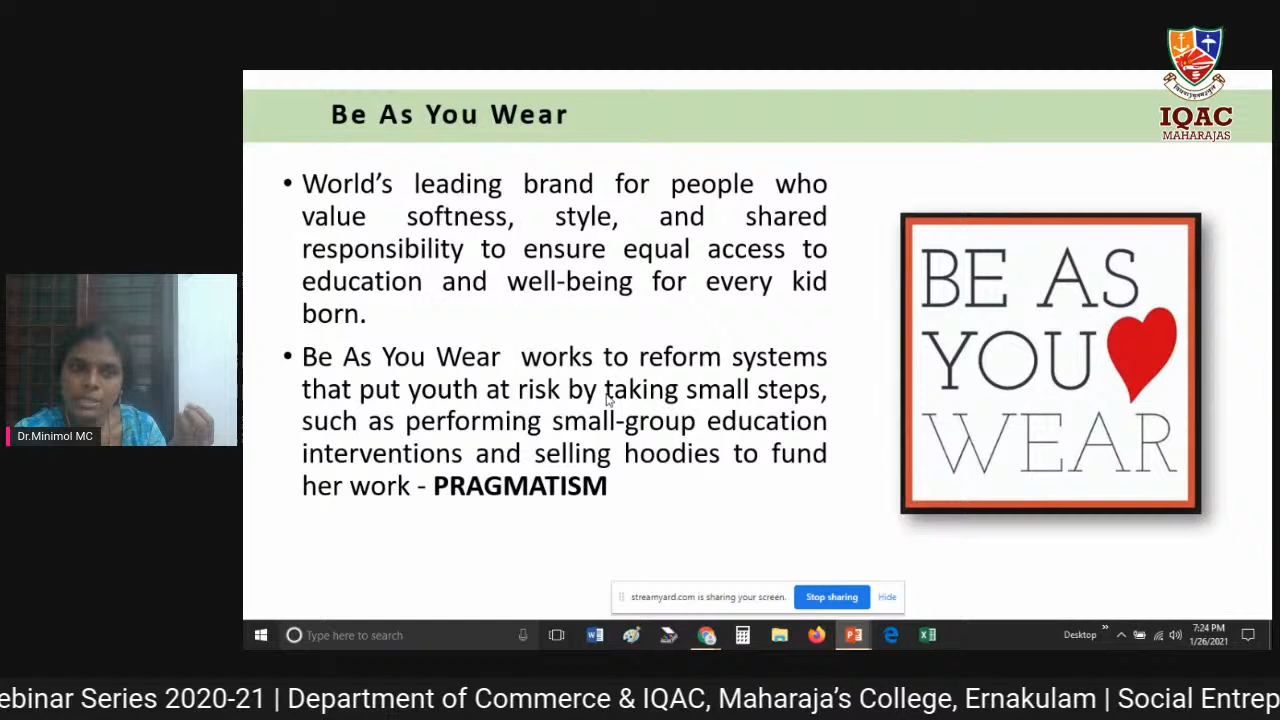 IQAC
MAHARAJAS
Be As You Wear
• World’s leading brand for people who
value softness, style, and shared
responsibility to ensure equal access to
education and well-being for every kid
born.
• Be As You Wear works to reform systems
that put youth at risk by taking small steps,
such as performing small-group education
interventions and selling hoodies to fund
her work - PRAGMATISM
BE AS
YOU
WEAR
Dr.Minimol MC
streamyard.com is sharing your screen.
Stop sharing
Hide
Type here to search
Desktop
7:24 PM
1/26/2021
ebinar Series 2020-21 | Department of Commerce & IQAC, Maharaja’s College, Ernakulam | Social Entrep